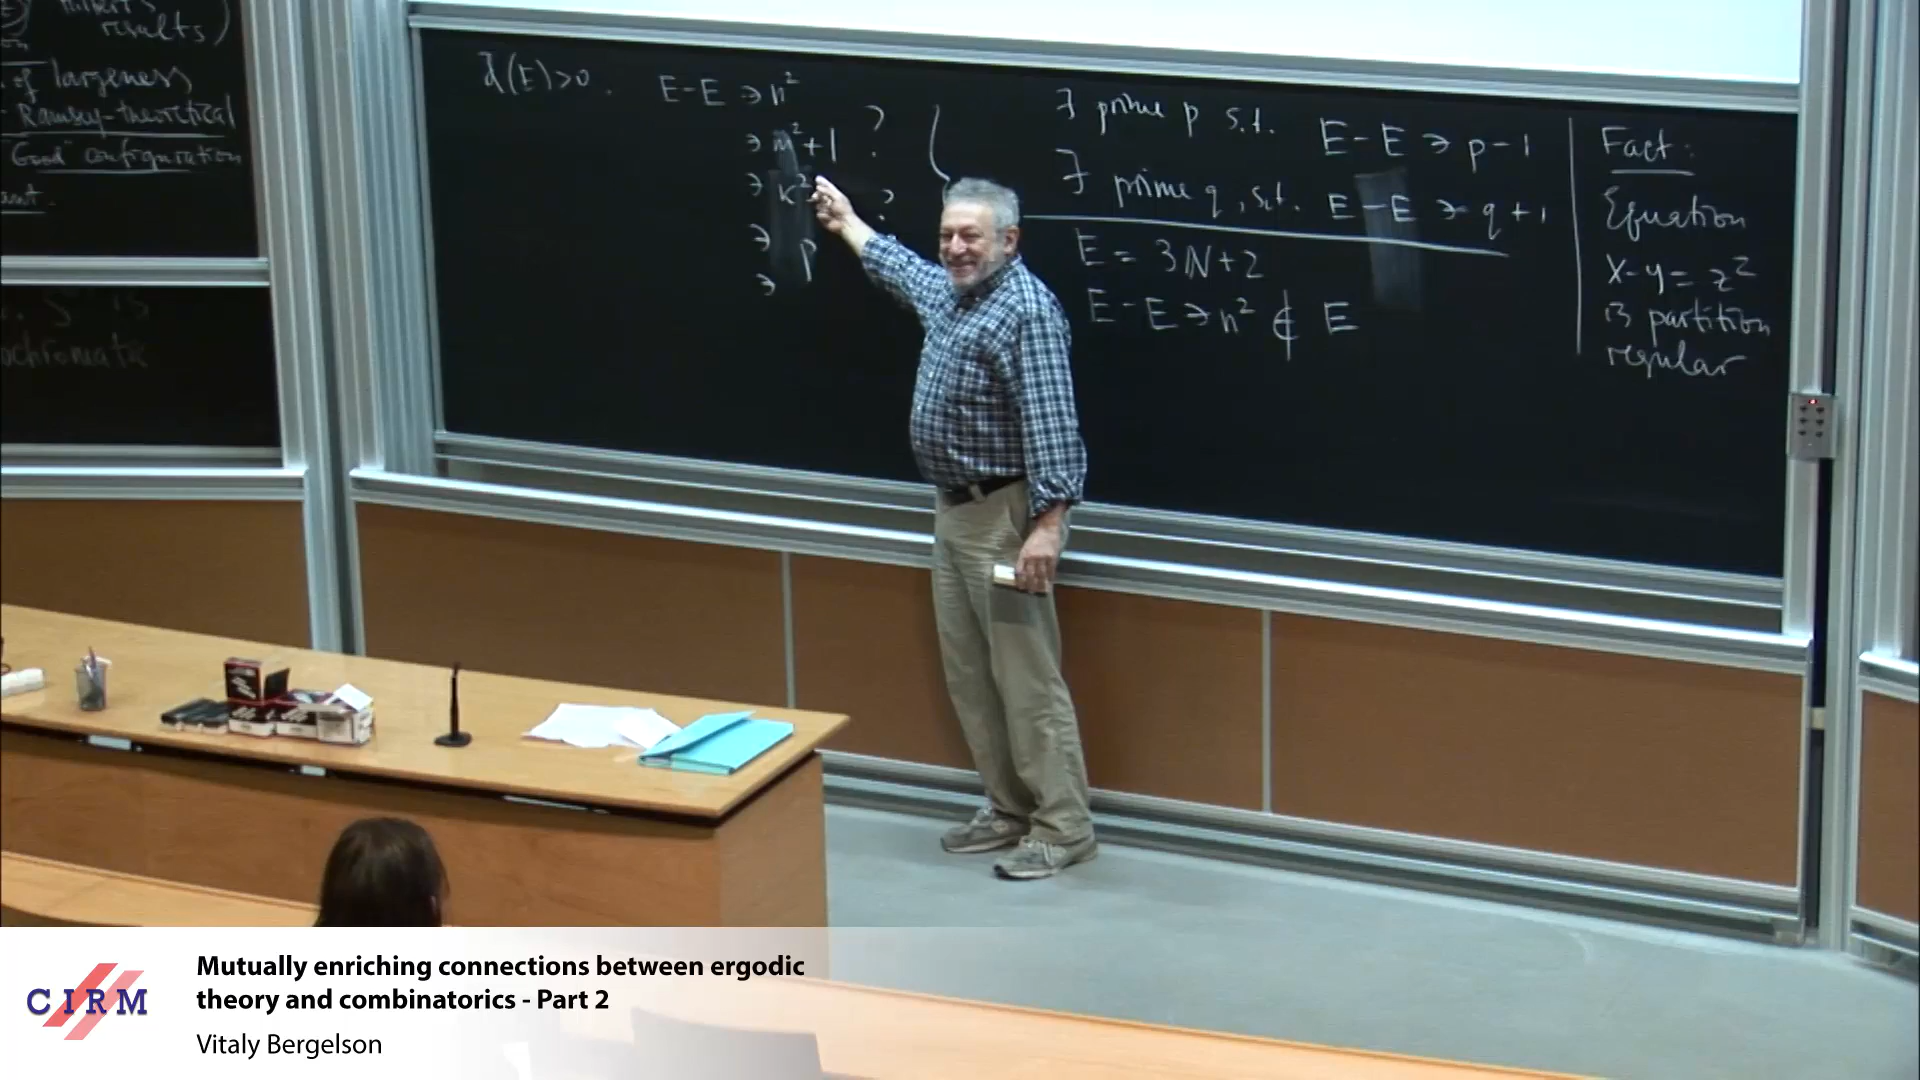 results)
of largeness
Ramsey-theoretical
"Good" configuration
d̄(E)>0. E-E ∋ n²
∋ m²+1 ?
∋ k² ?
∋ p
∋
∃ prime p s.t. E-E ∋ p-1
∃ prime q, s.t. E-E ∋ q+1
E = 3ℕ+2
E-E ∋ n² ∉ E
Fact:
Equation
x-y = z²
is partition
regular
CIRM
Mutually enriching connections between ergodic
theory and combinatorics - Part 2
Vitaly Bergelson